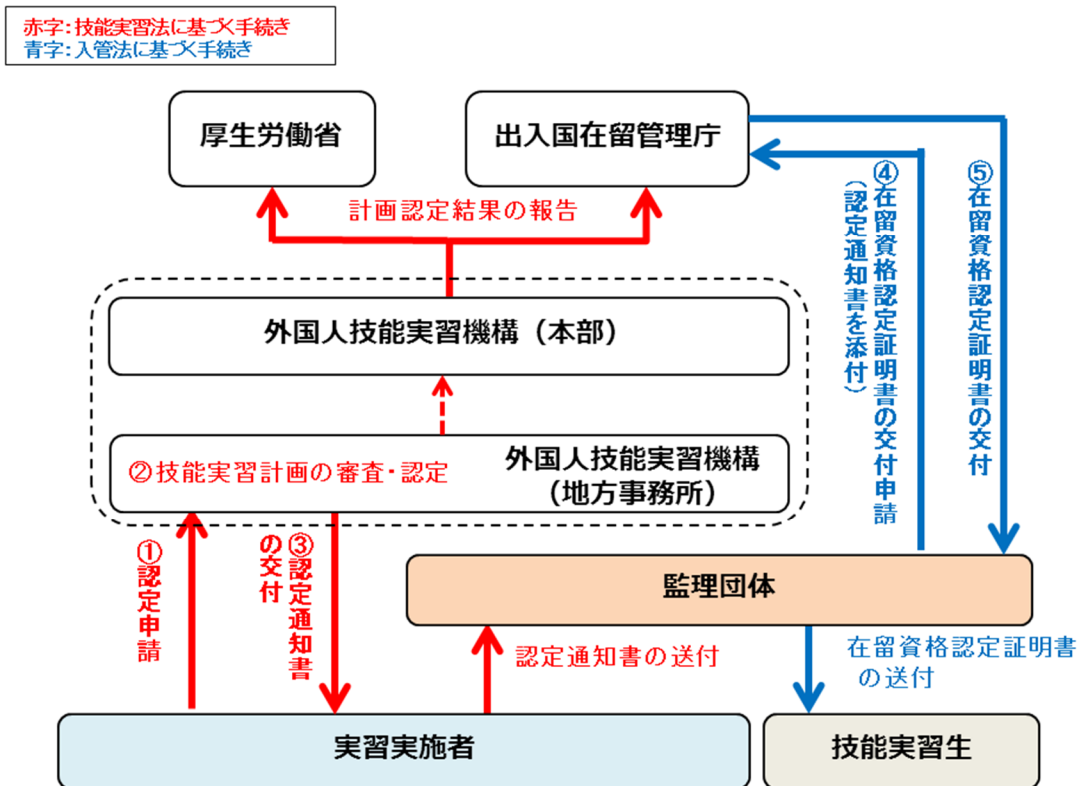 赤字：技能実習法に基づく手続き
青字：入管法に基づく手続き
厚生労働省
出入国在留管理庁
計画認定結果の報告
④在留資格認定証明書の交付申請
（認定通知書を添付）
⑤在留資格認定証明書の交付
外国人技能実習機構（本部）
②技能実習計画の審査・認定
外国人技能実習機構
（地方事務所）
①認定申請
③認定通知書
の交付
監理団体
認定通知書の送付
在留資格認定証明書
の送付
実習実施者
技能実習生